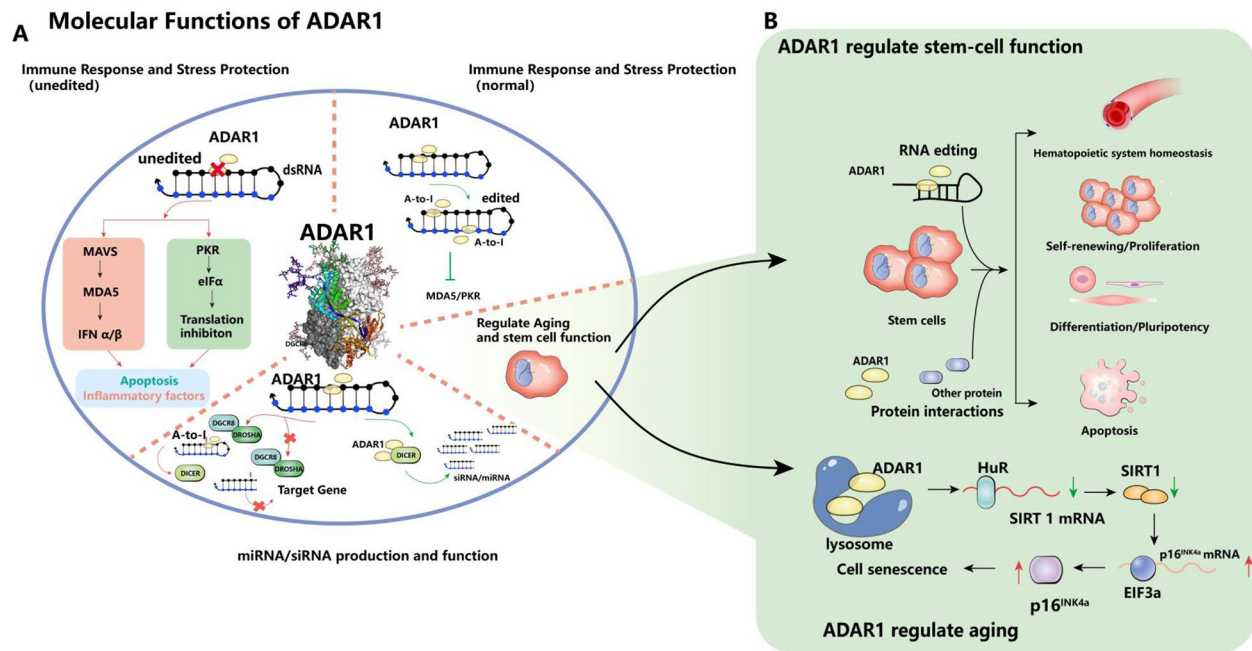 Molecular Functions of ADAR1
A
Immune Response and Stress Protection
(unedited)
Immune Response and Stress Protection
(normal)
ADAR1
unedited
dsRNA
MAVS
MDA5
IFN α/β
PKR
eIFα
Translation
inhibiton
Apoptosis
Inflammatory factors
ADAR1
A-to-I
edited
A-to-I
MDA5/PKR
ADAR1
DGCR8
Regulate Aging
and stem cell function
ADAR1
DGCR8
DROSHA
A-to-I
DICER
DGCR8
DROSHA
Target Gene
ADAR1
DICER
siRNA/miRNA
miRNA/siRNA production and function
B
ADAR1 regulate stem-cell function
RNA edting
ADAR1
Stem cells
ADAR1
Other protein
Protein interactions
Hematopoietic system homeostasis
Self-renewing/Proliferation
Differentiation/Pluripotency
Apoptosis
ADAR1
lysosome
HuR
SIRT 1 mRNA
SIRT1
p16INK4a mRNA
EIF3a
p16INK4a
Cell senescence
ADAR1 regulate aging